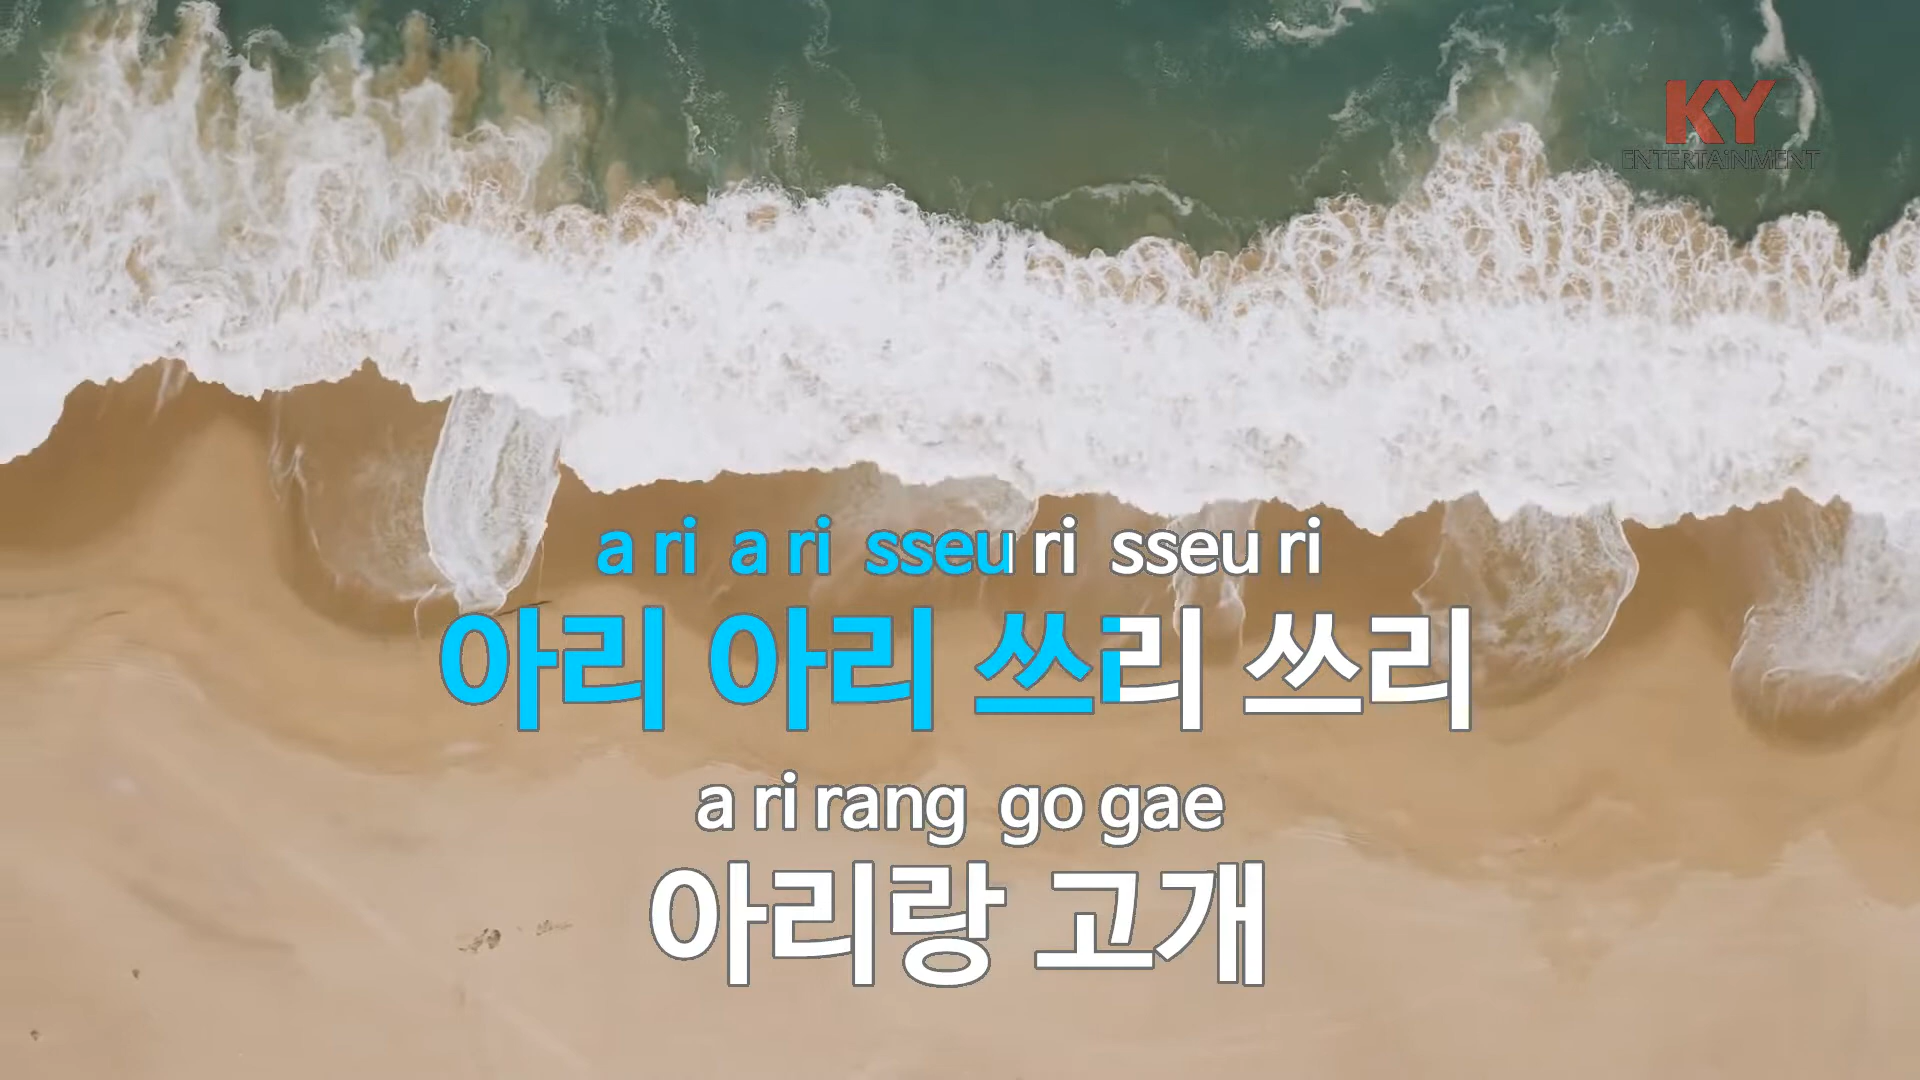 KY
ENTERTAINMENT
a ri a ri sseu ri sseu ri
아리 아리 쓰리 쓰리
a ri rang go gae
아리랑 고개